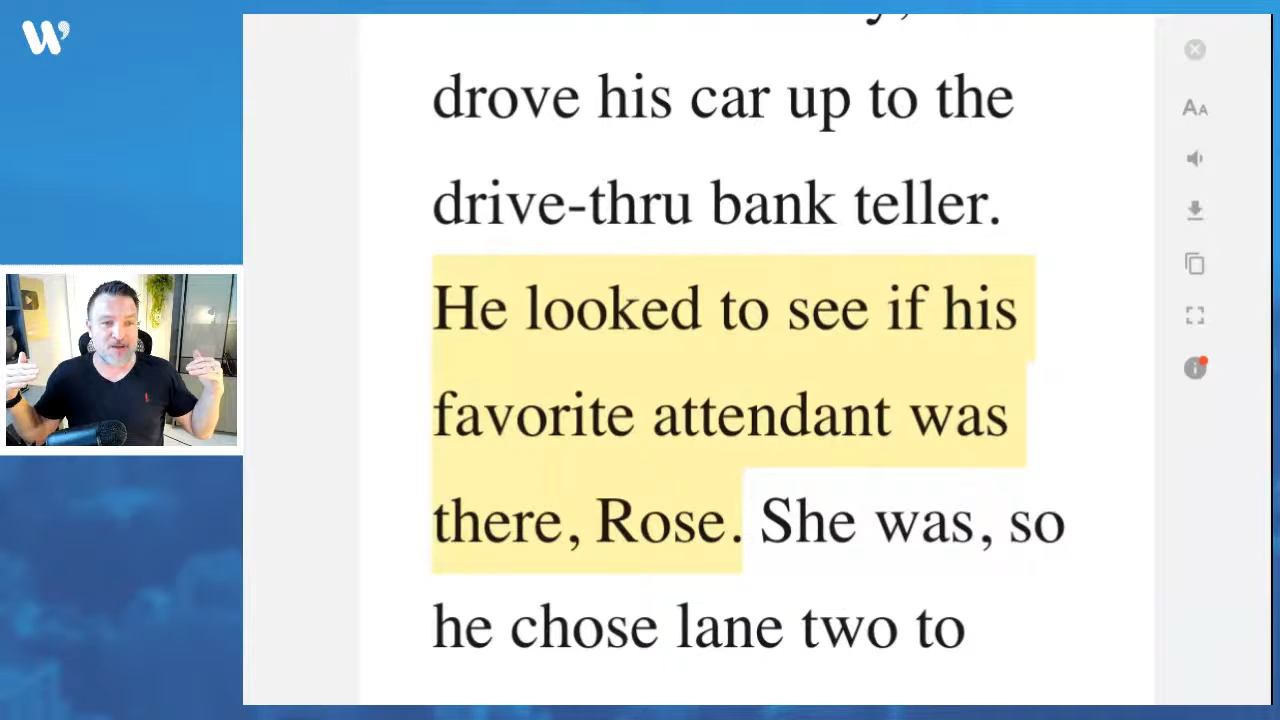 W'
drove his car up to the
drive-thru bank teller.
He looked to see if his
favorite attendant was
there, Rose. She was, so
he chose lane two to
AA